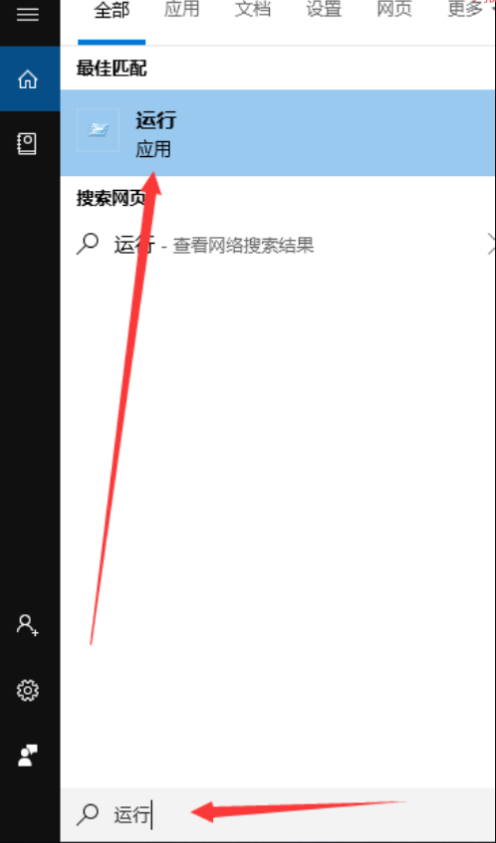 全部 应用 文档 设置 网页 更多
最佳匹配
运行
应用
搜索网页
运行 - 查看网络搜索结果
运行